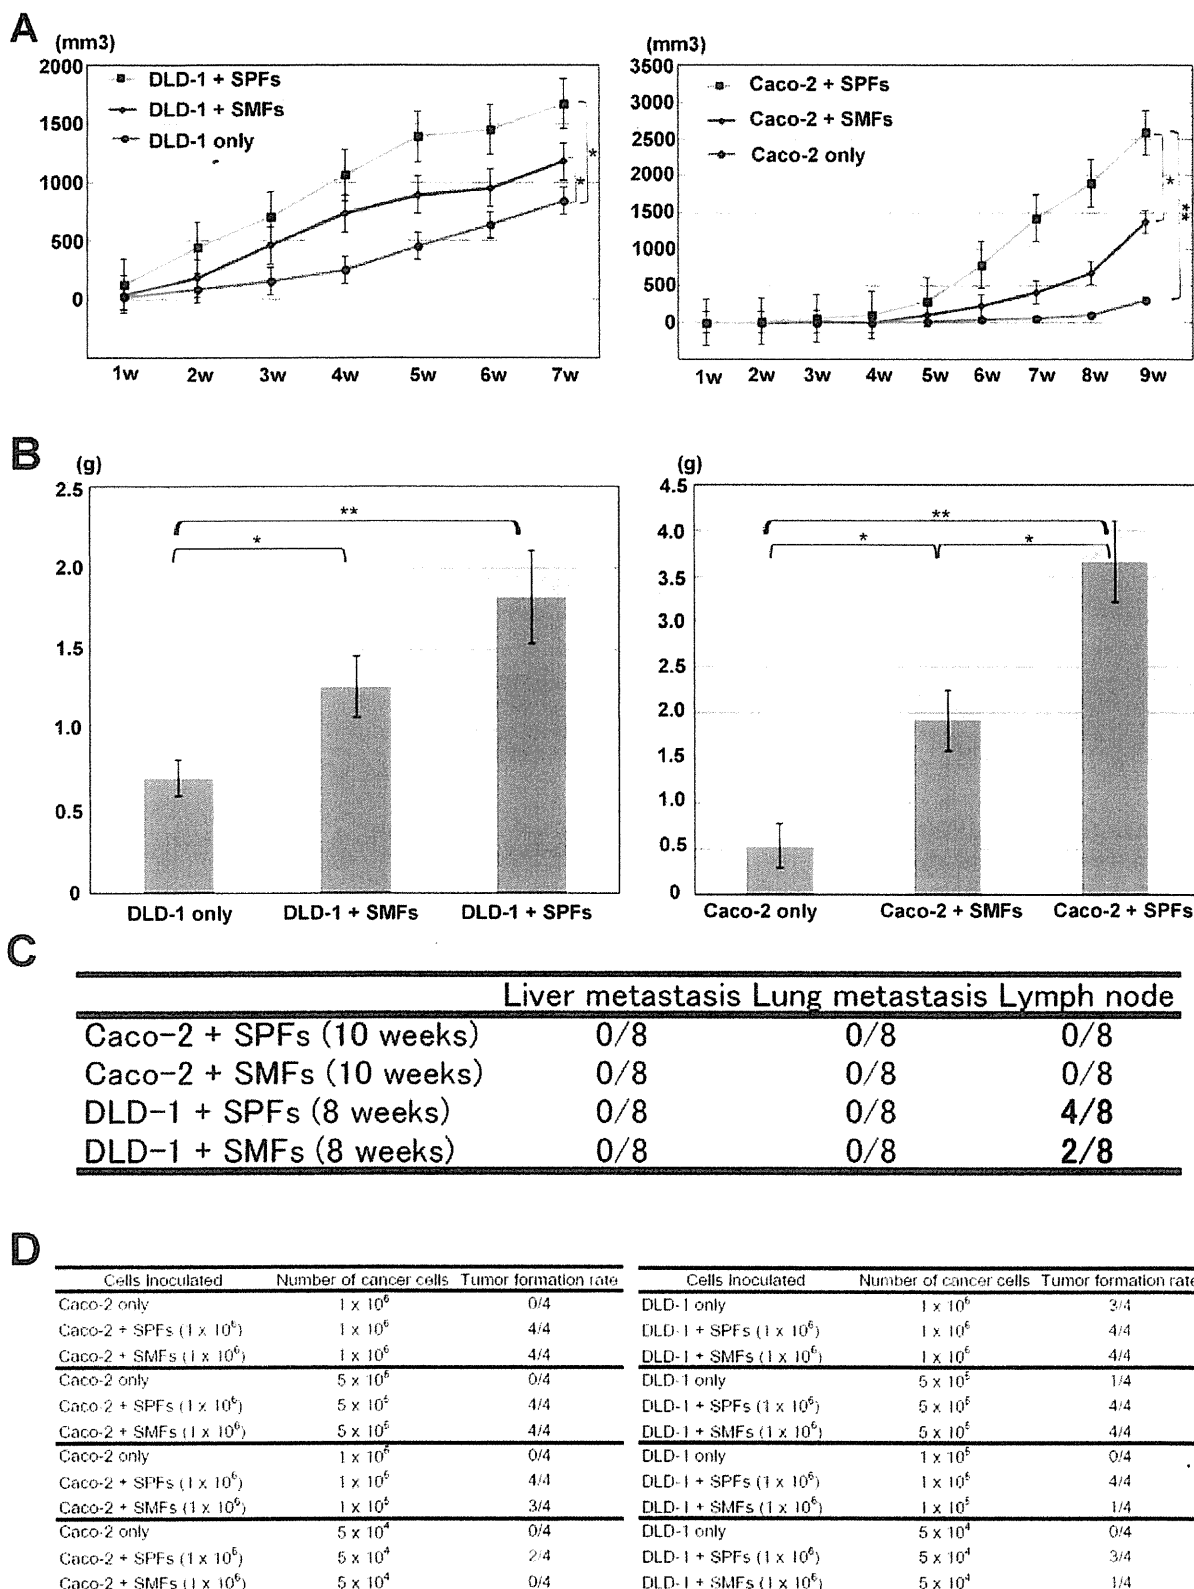 A
(mm3)
2000
1500
1000
500
0
DLD-1 + SPFs
DLD-1 + SMFs
DLD-1 only
*
*
1w 2w 3w 4w 5w 6w 7w
(mm3)
3500
3000
2500
2000
1500
1000
500
0
Caco-2 + SPFs
Caco-2 + SMFs
Caco-2 only
*
**
1w 2w 3w 4w 5w 6w 7w 8w 9w
B
(g)
2.5
2.0
1.5
1.0
0.5
0
**
*
DLD-1 only DLD-1 + SMFs DLD-1 + SPFs
(g)
4.5
4.0
3.5
3.0
2.5
2.0
1.5
1.0
0.5
0
**
* *
Caco-2 only Caco-2 + SMFs Caco-2 + SPFs
C
Liver metastasis Lung metastasis Lymph node
Caco-2 + SPFs (10 weeks) 0/8 0/8 0/8
Caco-2 + SMFs (10 weeks) 0/8 0/8 0/8
DLD-1 + SPFs (8 weeks) 0/8 0/8 4/8
DLD-1 + SMFs (8 weeks) 0/8 0/8 2/8
D
Cells Inoculated Number of cancer cells Tumor formation rate
Caco-2 only 1 x 10⁶ 0/4
Caco-2 + SPFs (1 x 10⁶) 1 x 10⁶ 4/4
Caco-2 + SMFs (1 x 10⁶) 1 x 10⁶ 4/4
Caco-2 only 5 x 10⁵ 0/4
Caco-2 + SPFs (1 x 10⁶) 5 x 10⁵ 4/4
Caco-2 + SMFs (1 x 10⁶) 5 x 10⁵ 4/4
Caco-2 only 1 x 10⁵ 0/4
Caco-2 + SPFs (1 x 10⁶) 1 x 10⁵ 4/4
Caco-2 + SMFs (1 x 10⁶) 1 x 10⁵ 3/4
Caco-2 only 5 x 10⁴ 0/4
Caco-2 + SPFs (1 x 10⁶) 5 x 10⁴ 2/4
Caco-2 + SMFs (1 x 10⁶) 5 x 10⁴ 0/4
Cells Inoculated Number of cancer cells Tumor formation rate
DLD-1 only 1 x 10⁶ 3/4
DLD-1 + SPFs (1 x 10⁶) 1 x 10⁶ 4/4
DLD-1 + SMFs (1 x 10⁶) 1 x 10⁶ 4/4
DLD-1 only 5 x 10⁵ 1/4
DLD-1 + SPFs (1 x 10⁶) 5 x 10⁵ 4/4
DLD-1 + SMFs (1 x 10⁶) 5 x 10⁵ 4/4
DLD-1 only 1 x 10⁵ 0/4
DLD-1 + SPFs (1 x 10⁶) 1 x 10⁵ 4/4
DLD-1 + SMFs (1 x 10⁶) 1 x 10⁵ 1/4
DLD-1 only 5 x 10⁴ 0/4
DLD-1 + SPFs (1 x 10⁶) 5 x 10⁴ 3/4
DLD-1 + SMFs (1 x 10⁶) 5 x 10⁴ 1/4